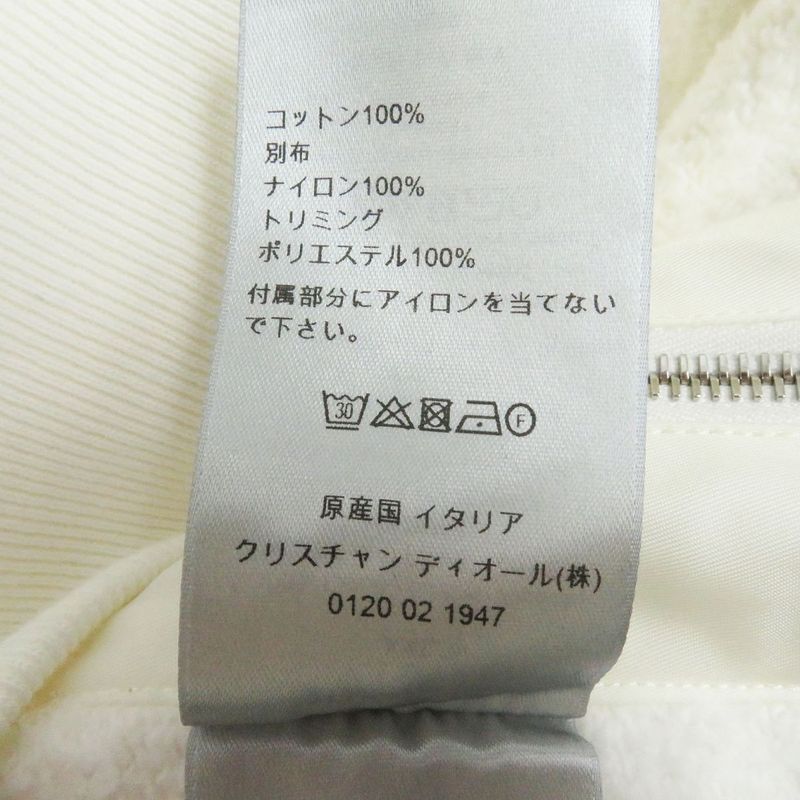 コットン100%
別布
ナイロン100%
トリミング
ポリエステル100%
付属部分にアイロンを当てない
で下さい。
30 F
原産国 イタリア
クリスチャン ディオール(株)
0120 02 1947